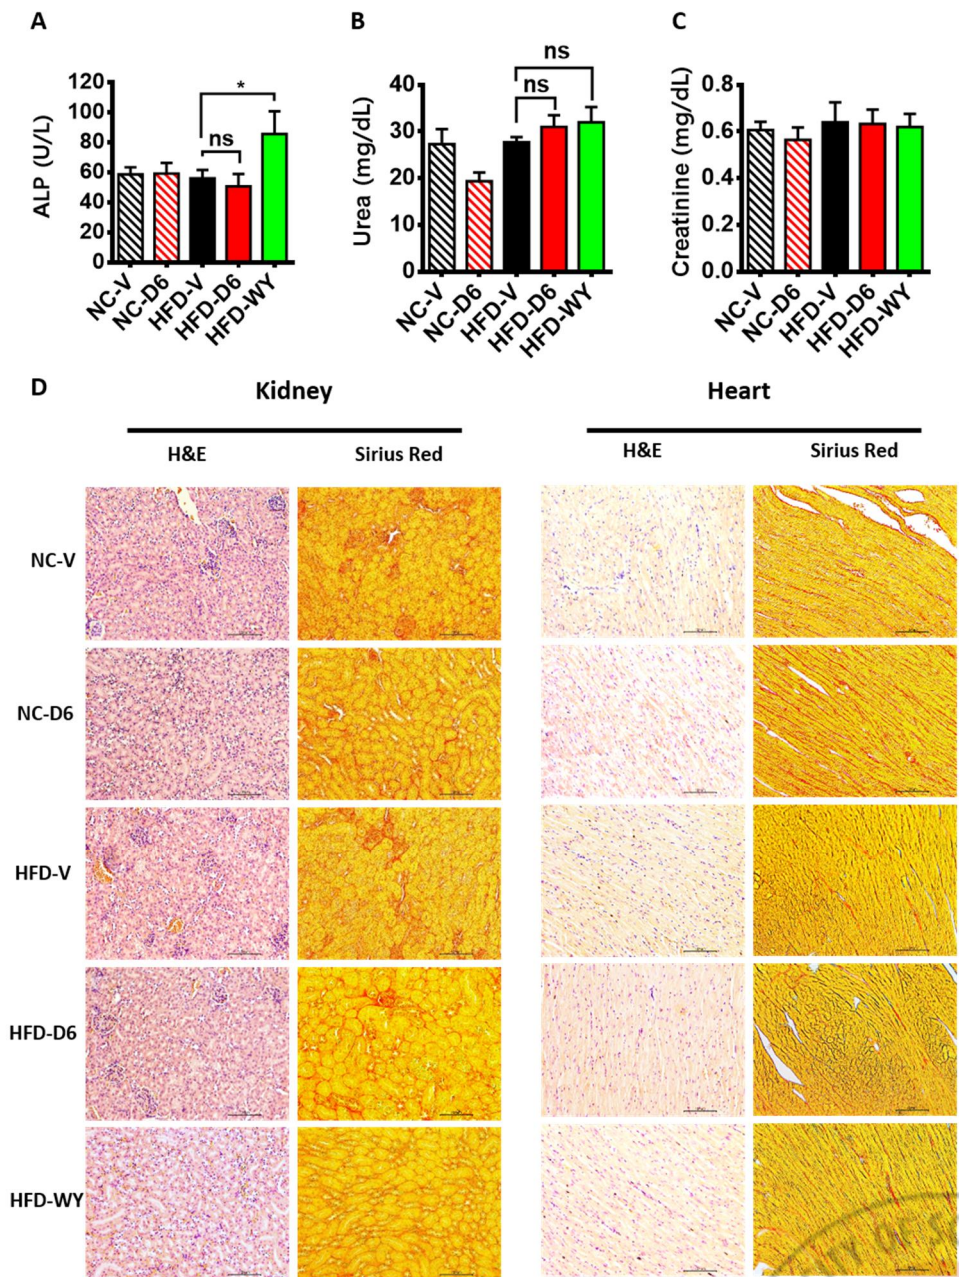 A
B
C
120
100
80
60
40
20
0
ALP (U/L)
ns
*
NC-V
NC-D6
HFD-V
HFD-D6
HFD-WY
40
30
20
10
0
Urea (mg/dL)
ns
ns
NC-V
NC-D6
HFD-V
HFD-D6
HFD-WY
0.8
0.6
0.4
0.2
0.0
Creatinine (mg/dL)
NC-V
NC-D6
HFD-V
HFD-D6
HFD-WY
D
Kidney
Heart
H&E
Sirius Red
H&E
Sirius Red
NC-V
NC-D6
HFD-V
HFD-D6
HFD-WY